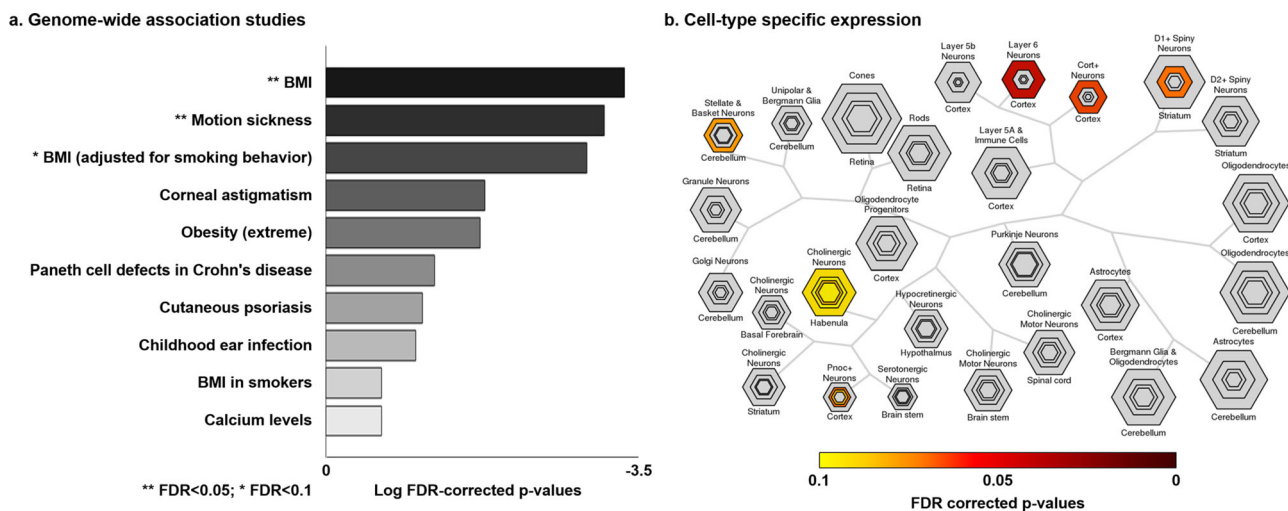 a. Genome-wide association studies
** BMI
** Motion sickness
* BMI (adjusted for smoking behavior)
Corneal astigmatism
Obesity (extreme)
Paneth cell defects in Crohn's disease
Cutaneous psoriasis
Childhood ear infection
BMI in smokers
Calcium levels
0
-3.5
** FDR<0.05; * FDR<0.1
Log FDR-corrected p-values
b. Cell-type specific expression
Stellate &
Basket Neurons
Cerebellum
Unipolar &
Bergmann Glia
Cerebellum
Cones
Retina
Rods
Retina
Layer 5b
Neurons
Cortex
Layer 6
Neurons
Cortex
Cort+
Neurons
Cortex
D1+ Spiny
Neurons
Striatum
D2+ Spiny
Neurons
Striatum
Layer 5A &
Immune Cells
Cortex
Granule Neurons
Cerebellum
Oligodendrocyte
Progenitors
Cortex
Oligodendrocytes
Cortex
Golgi Neurons
Cerebellum
Cholinergic
Neurons
Basal Forebrain
Cholinergic
Neurons
Habenula
Hypocretinergic
Neurons
Hypothalmus
Purkinje Neurons
Cerebellum
Astrocytes
Cortex
Oligodendrocytes
Cerebellum
Cholinergic
Neurons
Striatum
Pnoc+
Neurons
Cortex
Serotonergic
Neurons
Brain stem
Cholinergic
Motor Neurons
Brain stem
Cholinergic
Motor Neurons
Spinal cord
Bergmann Glia &
Oligodendrocytes
Cerebellum
Astrocytes
Cerebellum
0.1
0.05
0
FDR corrected p-values